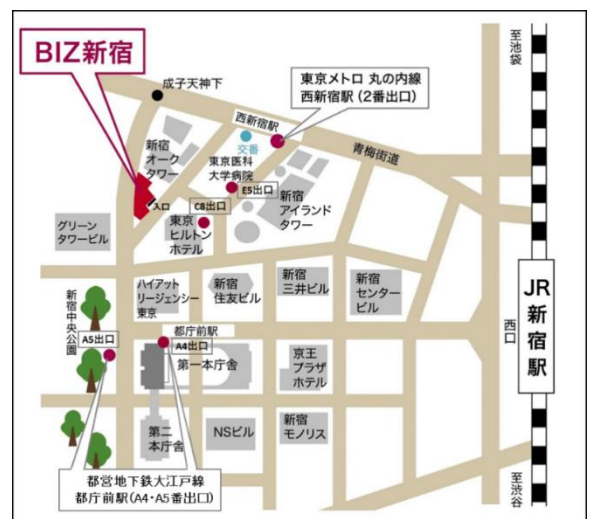 BIZ新宿
成子天神下
東京メトロ 丸の内線
西新宿駅(2番出口)
至池袋
西新宿駅
交番
青梅街道
新宿
オーク
タワー
東京医科
大学病院
E5出口
入口
C8出口
新宿
アイランド
タワー
グリーン
タワービル
東京
ヒルトン
ホテル
ハイアット
リージェンシー
東京
新宿
住友ビル
新宿
三井ビル
新宿
センター
ビル
JR新宿駅
西口
新宿中央公園
都庁前駅
A5出口
A4出口
第一本庁舎
京王
プラザ
ホテル
第二
本庁舎
NSビル
新宿
モノリス
都営地下鉄大江戸線
都庁前駅(A4・A5番出口)
至渋谷